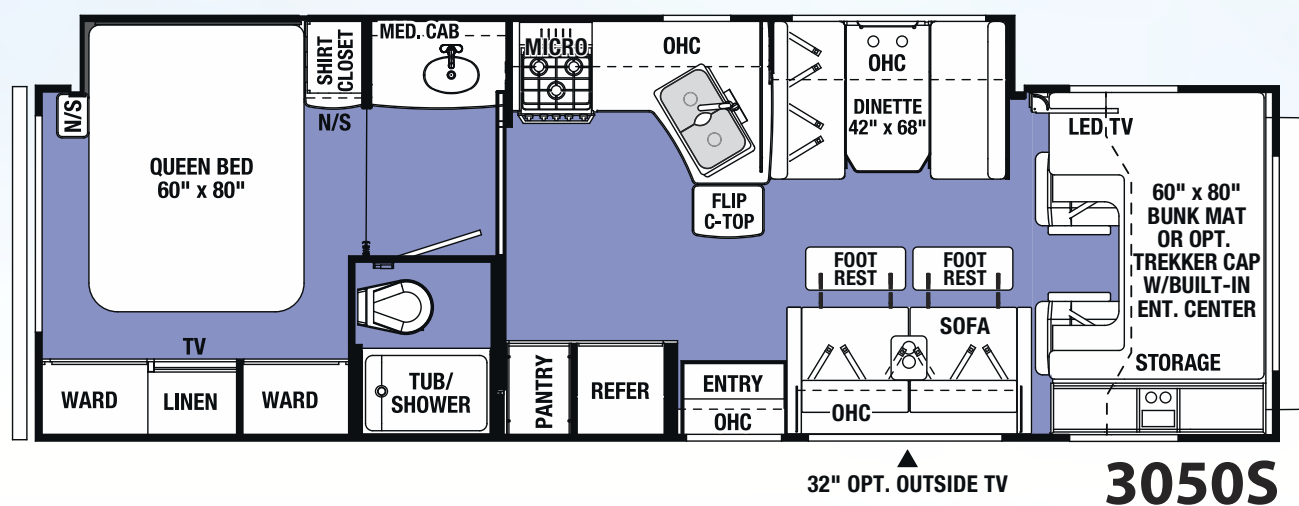 N/S
QUEEN BED
60" x 80"
SHIRT
CLOSET
N/S
MED. CAB
MICRO
OHC
FLIP
C-TOP
OHC
DINETTE
42" x 68"
LED TV
60" x 80"
BUNK MAT
OR OPT.
TREKKER CAP
W/BUILT-IN
ENT. CENTER
STORAGE
FOOT
REST
FOOT
REST
SOFA
OHC
TV
WARD
LINEN
WARD
TUB/
SHOWER
PANTRY
REFER
ENTRY
OHC
32" OPT. OUTSIDE TV
3050S